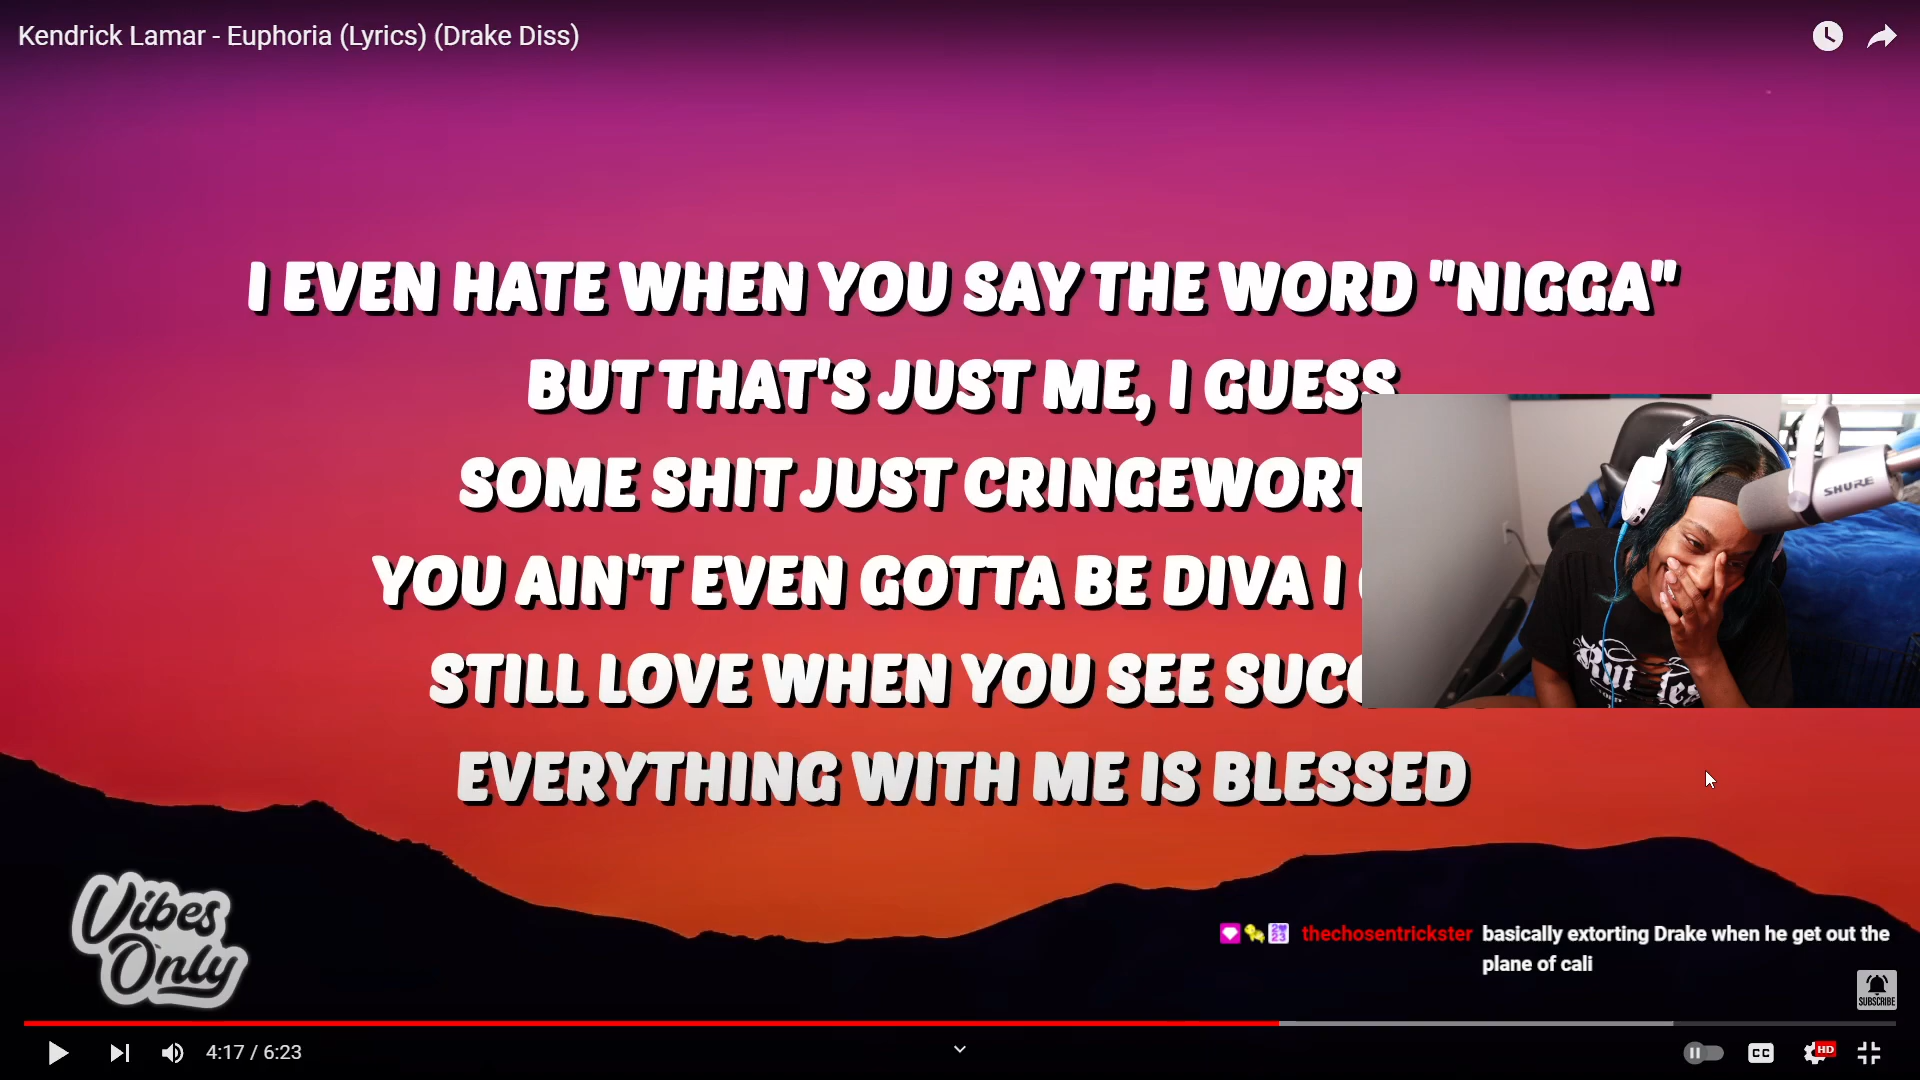 Kendrick Lamar - Euphoria (Lyrics) (Drake Diss)
I EVEN HATE WHEN YOU SAY THE WORD "NIGGA"
BUT THAT'S JUST ME, I GUESS
SOME SHIT JUST CRINGEWORT
YOU AIN'T EVEN GOTTA BE DIVA I
STILL LOVE WHEN YOU SEE SUCC
EVERYTHING WITH ME IS BLESSED
SHURE
Vibes
Only
thechosentrickster basically extorting Drake when he get out the
plane of cali
SUBSCRIBE
4:17 / 6:23
CC
HD